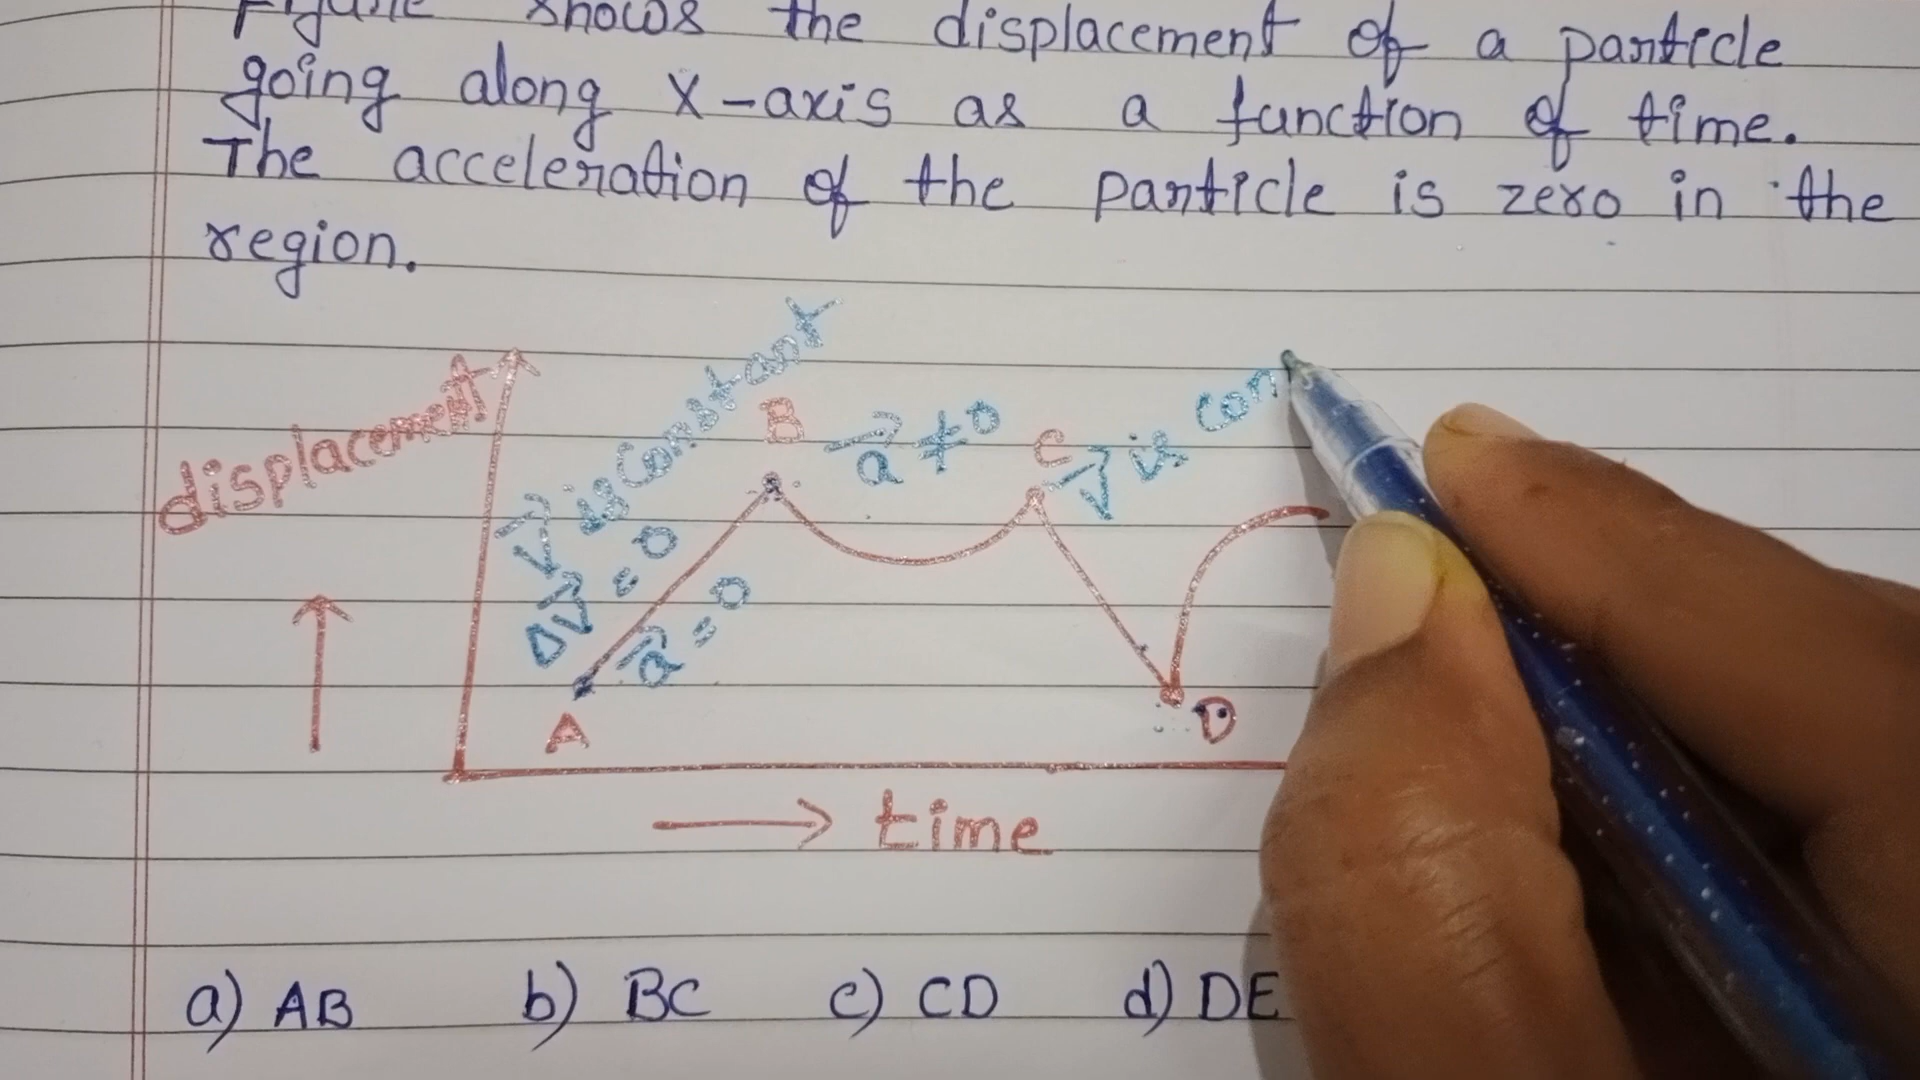 Figure shows the displacement of a particle
going along X-axis as a function of time.
The acceleration of the particle is zero in the
region.
displacement
V is Constant
ΔV = 0
a = 0
A
B
a ≠ 0
C
V is con
D
time
a) AB b) BC c) CD d) DE